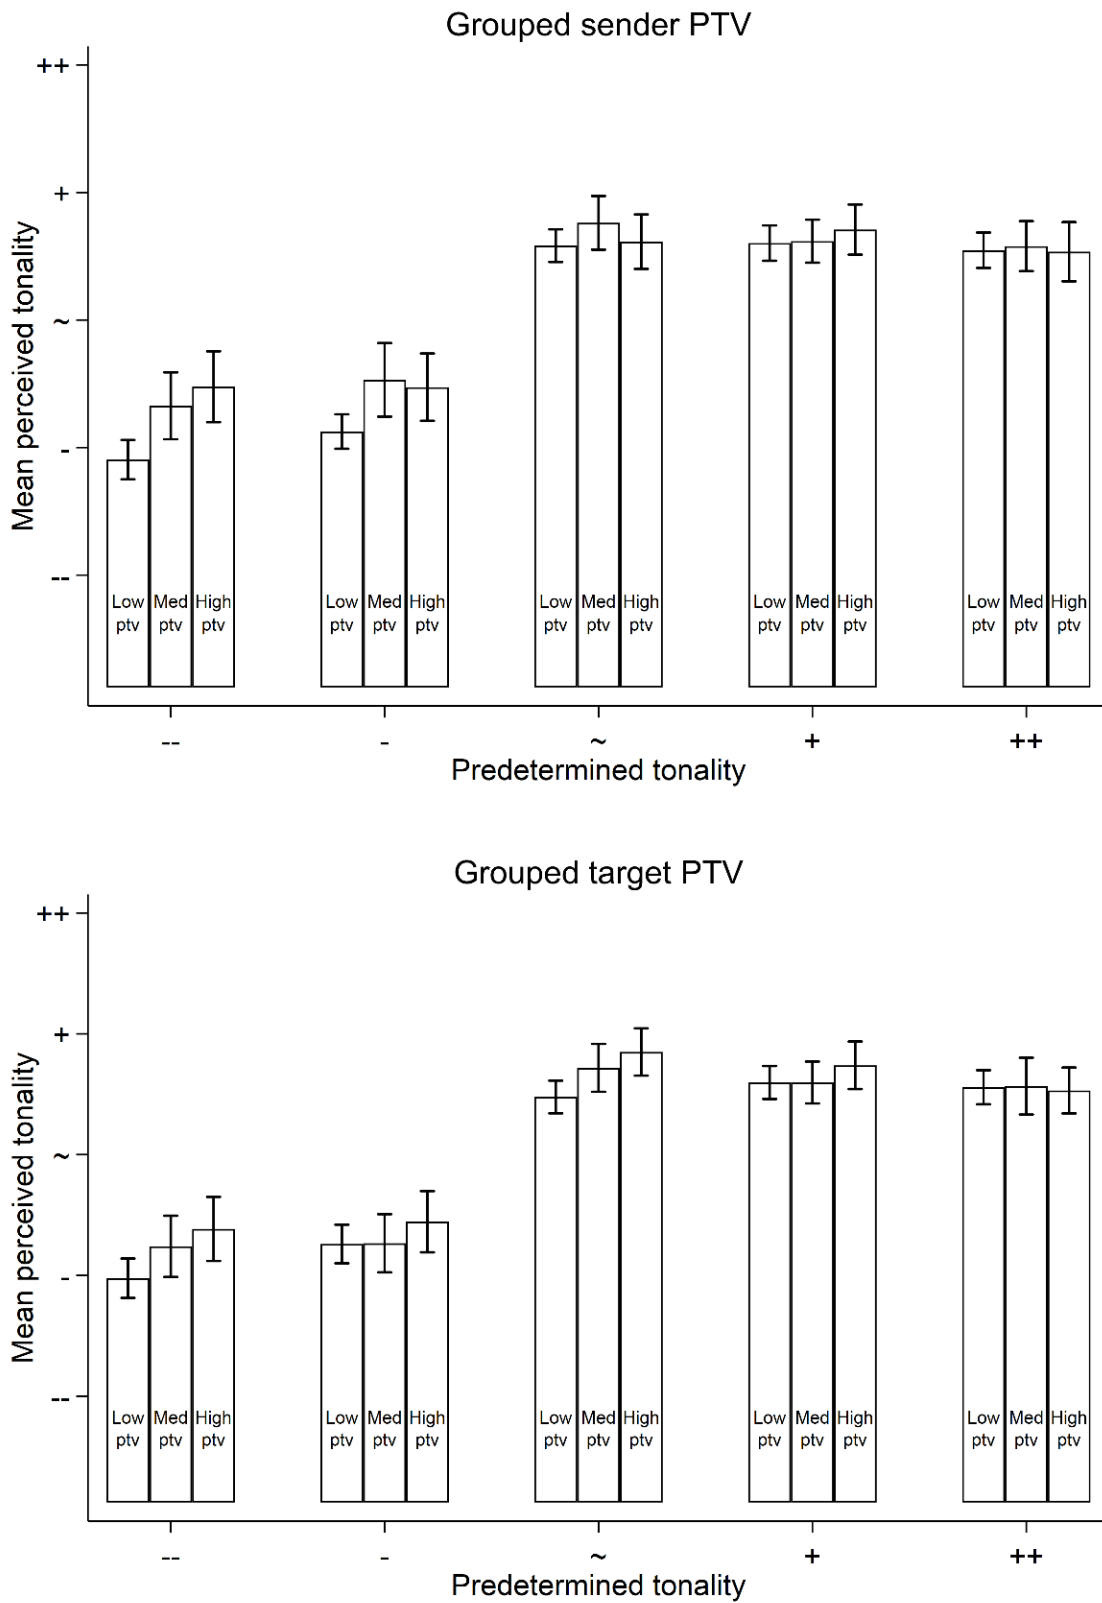 Grouped sender PTV
Mean perceived tonality
++
+
~
-
--
Low Med High Low Med High Low Med High Low Med High Low Med High
ptv ptv ptv ptv ptv ptv ptv ptv ptv ptv ptv ptv ptv ptv ptv
-- - ~ + ++
Predetermined tonality
Grouped target PTV
Mean perceived tonality
++
+
~
-
--
Low Med High Low Med High Low Med High Low Med High Low Med High
ptv ptv ptv ptv ptv ptv ptv ptv ptv ptv ptv ptv ptv ptv ptv
-- - ~ + ++
Predetermined tonality